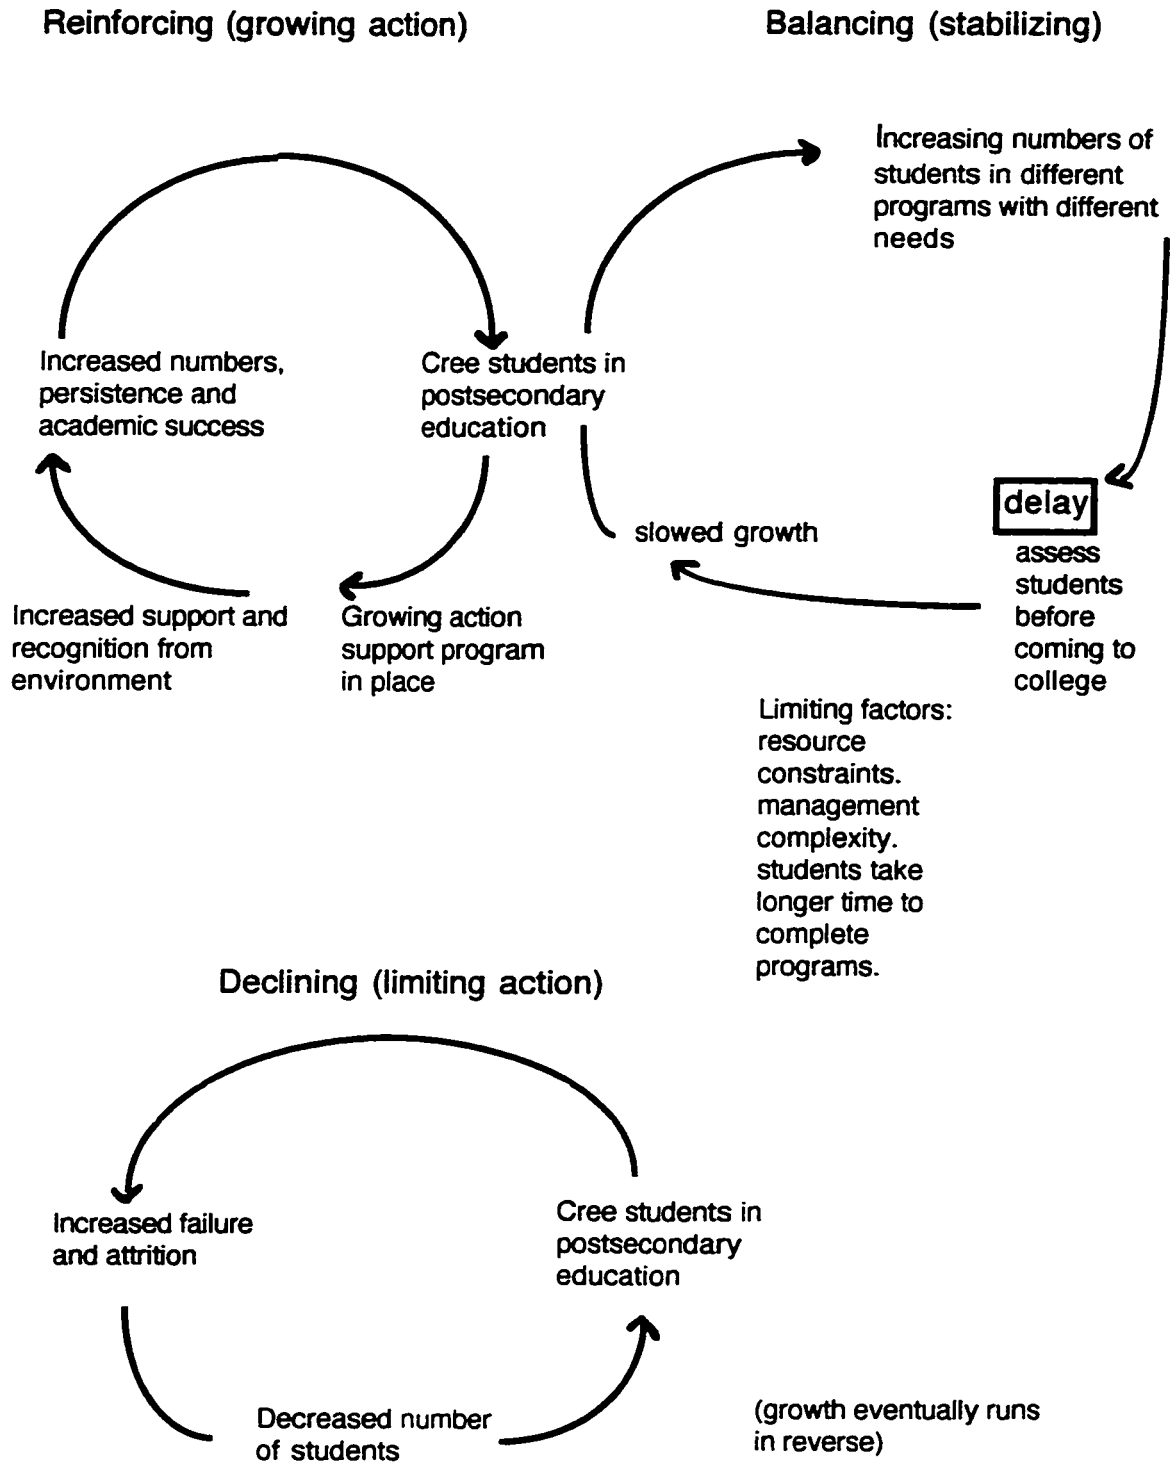 Reinforcing (growing action)
Balancing (stabilizing)
Increasing numbers of
students in different
programs with different
needs
Increased numbers,
persistence and
academic success
Cree students in
postsecondary
education
delay
assess
students
before
coming to
college
slowed growth
Increased support and
recognition from
environment
Growing action
support program
in place
Limiting factors:
resource
constraints.
management
complexity.
students take
longer time to
complete
programs.
Declining (limiting action)
Increased failure
and attrition
Cree students in
postsecondary
education
Decreased number
of students
(growth eventually runs
in reverse)